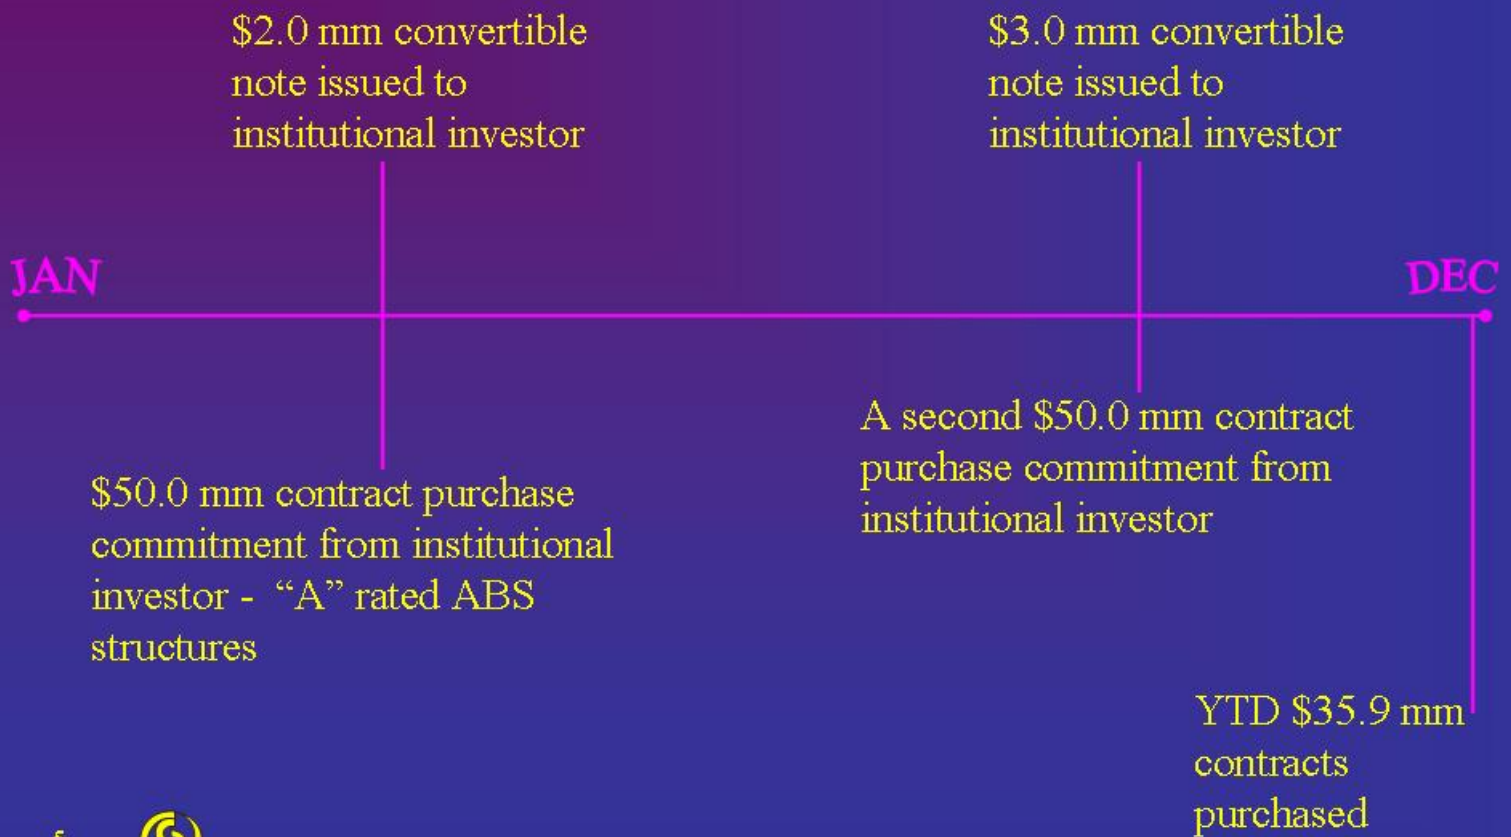 $2.0 mm convertible
note issued to
institutional investor
$3.0 mm convertible
note issued to
institutional investor
JAN
DEC
$50.0 mm contract purchase
commitment from institutional
investor - “A” rated ABS
structures
A second $50.0 mm contract
purchase commitment from
institutional investor
YTD $35.9 mm
contracts
purchased